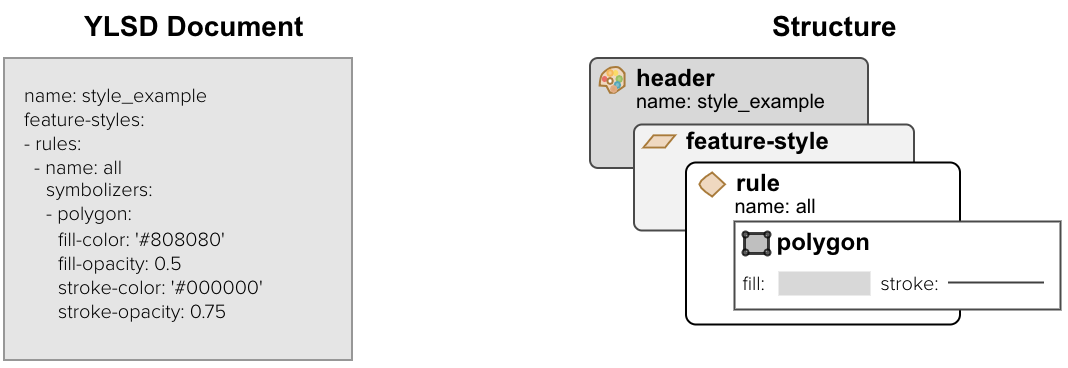 YLSD Document
name: style_example
feature-styles:
- rules:
- name: all
symbolizers:
- polygon:
fill-color: '#808080'
fill-opacity: 0.5
stroke-color: '#000000'
stroke-opacity: 0.75
Structure
header
name: style_example
feature-style
rule
name: all
polygon
fill: stroke: